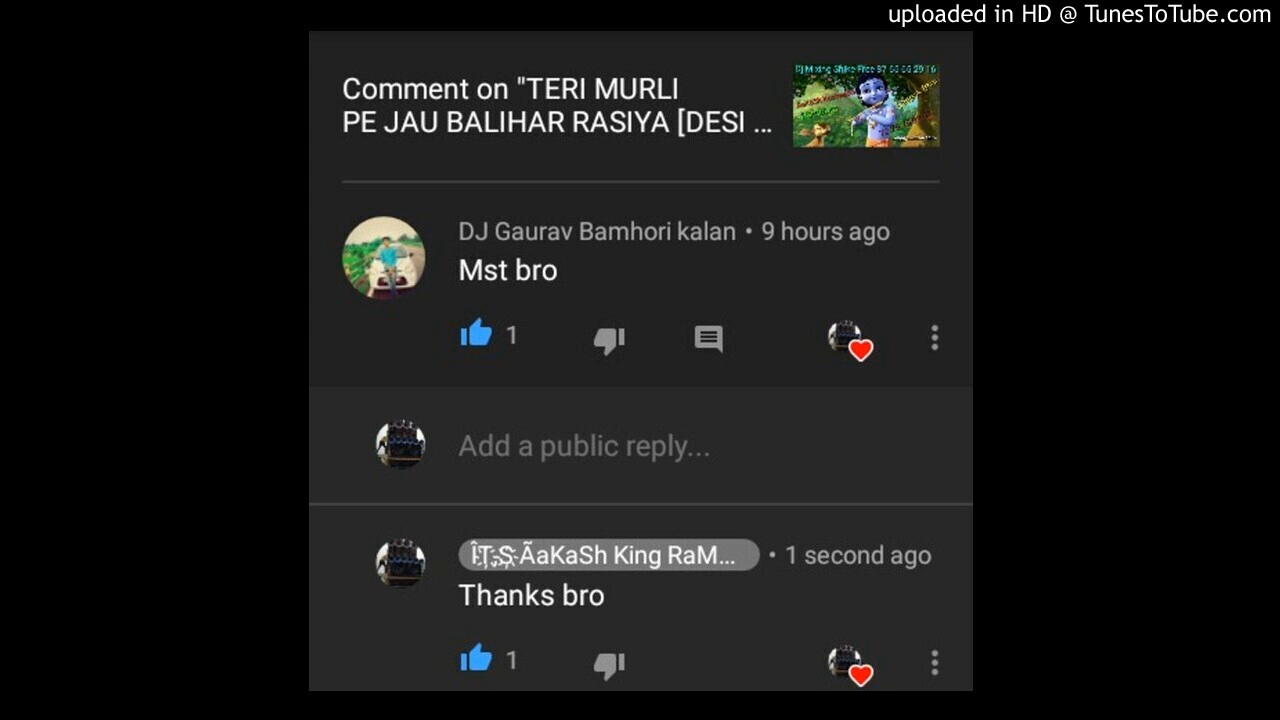 uploaded in HD @ TunesToTube.com
Comment on "TERI MURLI
PE JAU BALIHAR RASIYA [DESI ...
DJ Gaurav Bamhori kalan • 9 hours ago
Mst bro
1
Add a public reply...
ÃaKaSh King RaM... • 1 second ago
Thanks bro
1